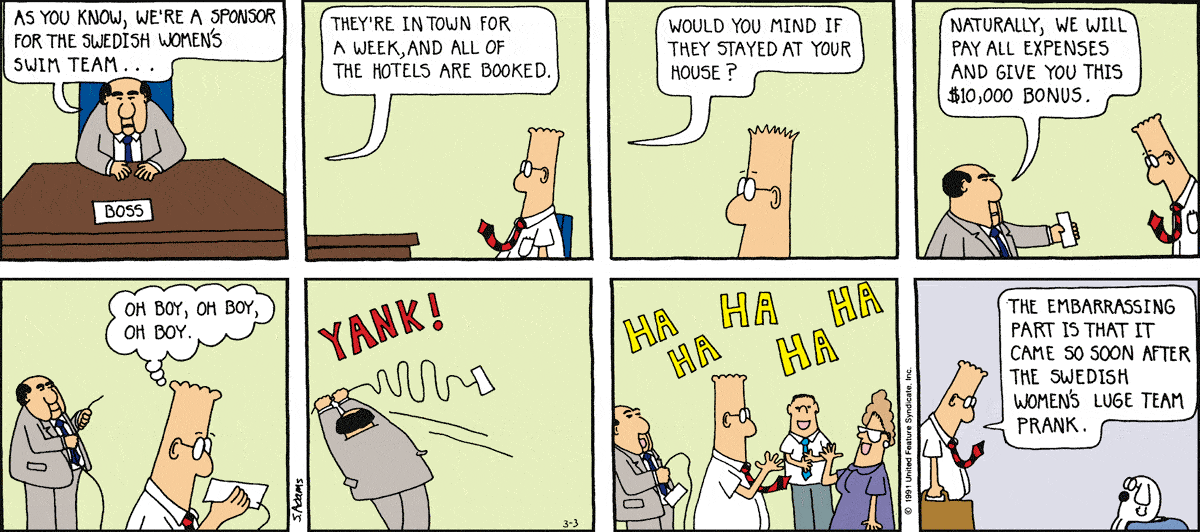 AS YOU KNOW, WE'RE A SPONSOR
FOR THE SWEDISH WOMEN'S
SWIM TEAM . . .
BOSS
THEY'RE IN TOWN FOR
A WEEK, AND ALL OF
THE HOTELS ARE BOOKED.
WOULD YOU MIND IF
THEY STAYED AT YOUR
HOUSE?
NATURALLY, WE WILL
PAY ALL EXPENSES
AND GIVE YOU THIS
$10,000 BONUS.
OH BOY, OH BOY,
OH BOY.
S. ADAMS
YANK!
3-3
HA HA HA
HA HA
© 1991 United Feature Syndicate, Inc.
THE EMBARRASSING
PART IS THAT IT
CAME SO SOON AFTER
THE SWEDISH
WOMEN'S LUGE TEAM
PRANK.